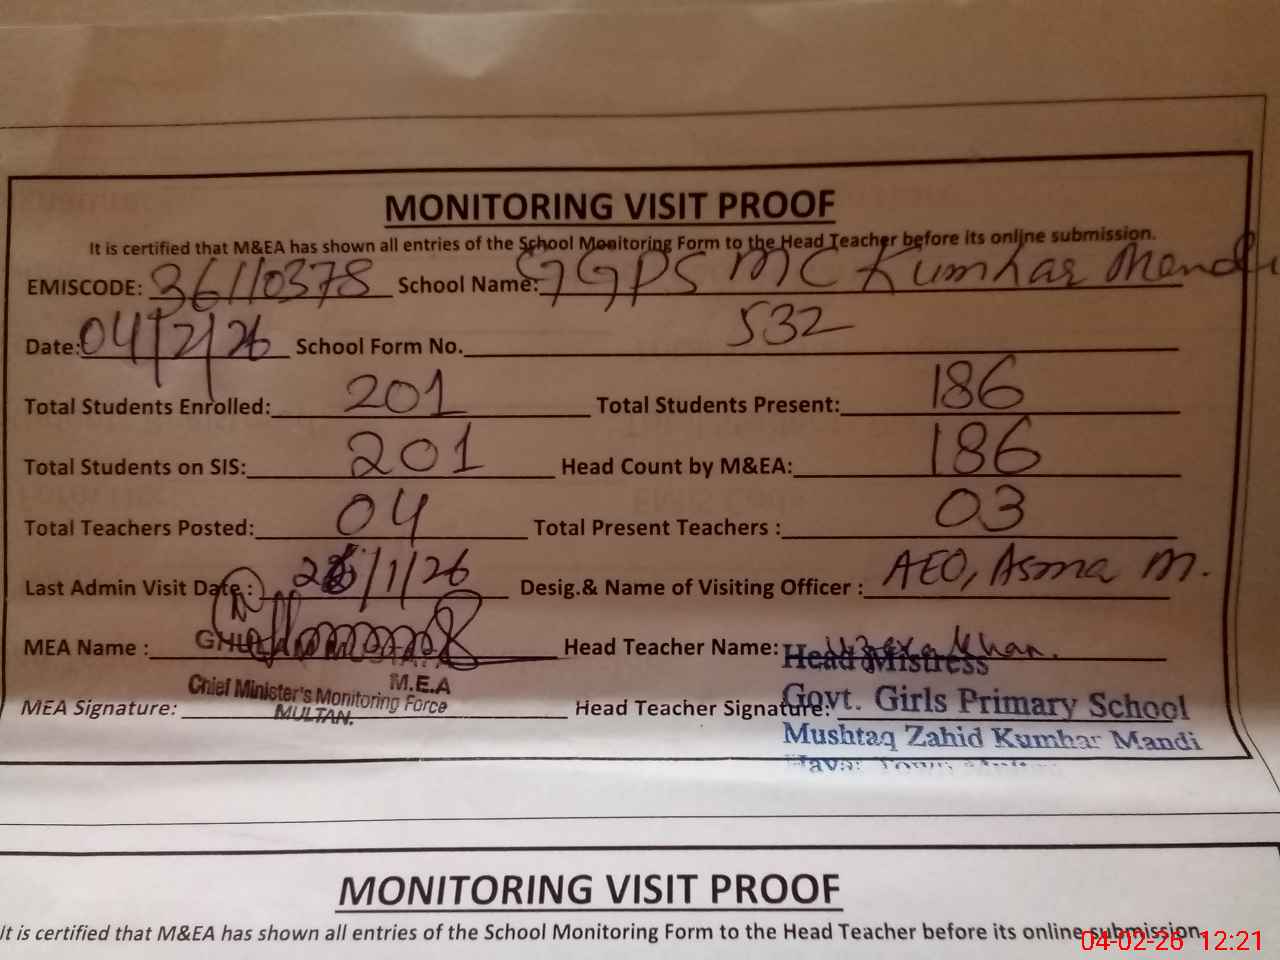 MONITORING VISIT PROOF
It is certified that M&EA has shown all entries of the School Monitoring Form to the Head Teacher before its online submission.
EMISCODE: 36110378 School Name: GGPS MC Kumhar Mandi
Date: 04/2/26 School Form No. 532
Total Students Enrolled: 201 Total Students Present: 186
Total Students on SIS: 201 Head Count by M&EA: 186
Total Teachers Posted: 04 Total Present Teachers : 03
Last Admin Visit Date : /1/26 Desig.& Name of Visiting Officer : AEO, Asma M.
MEA Name : Head Teacher Name: Khan.
Head Mistress
M.E.A
Chief Minister's Monitoring Force
MULTAN.
MEA Signature: Head Teacher Signature:
Govt. Girls Primary School
Mushtaq Zahid Kumhar Mandi
MONITORING VISIT PROOF
It is certified that M&EA has shown all entries of the School Monitoring Form to the Head Teacher before its online submission.
04-02-26 12:21